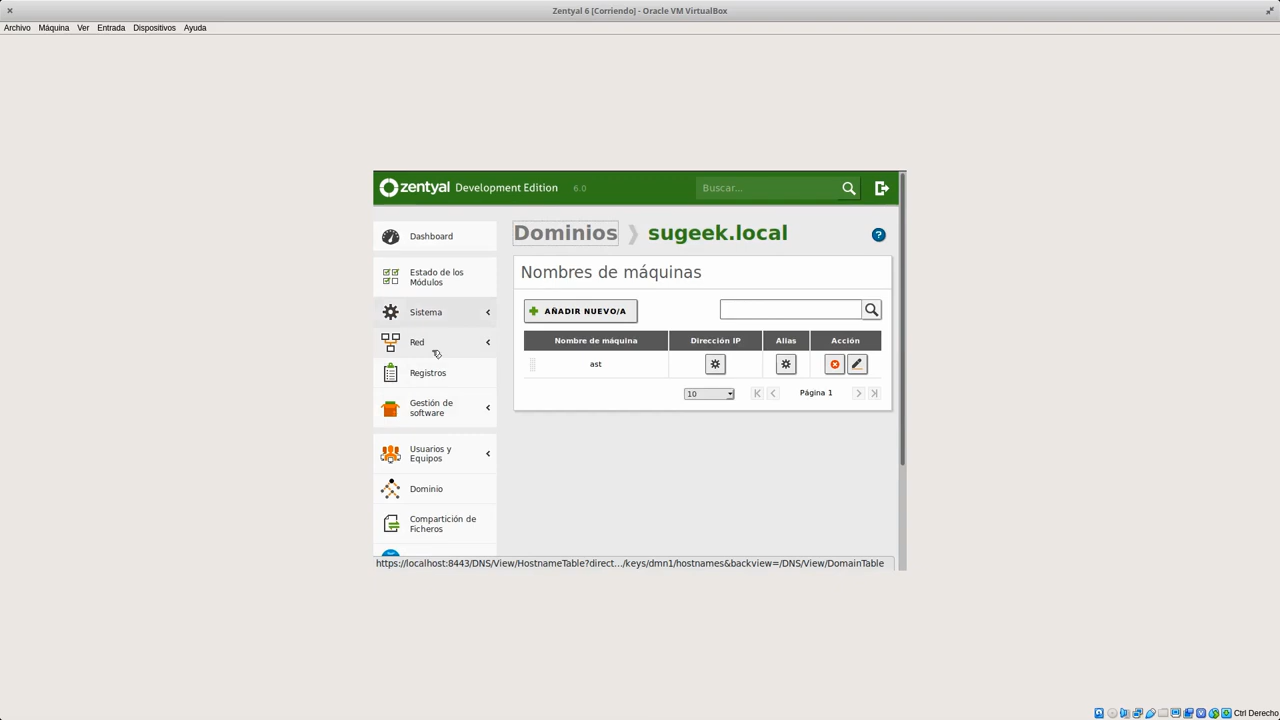 Zentyal 6 [Corriendo] - Oracle VM VirtualBox
Archivo Máquina Ver Entrada Dispositivos Ayuda
zentyal Development Edition 6.0
Buscar...
Dashboard
Estado de los
Módulos
Sistema
Red
Registros
Gestión de
software
Usuarios y
Equipos
Dominio
Compartición de
Ficheros
Dominios sugeek.local
?
Nombres de máquinas
AÑADIR NUEVO/A
Nombre de máquina Dirección IP Alias Acción
ast
10 Página 1
https://localhost:8443/DNS/View/HostnameTable?direct.../keys/dmn1/hostnames&backview=/DNS/View/DomainTable
Ctrl Derecho